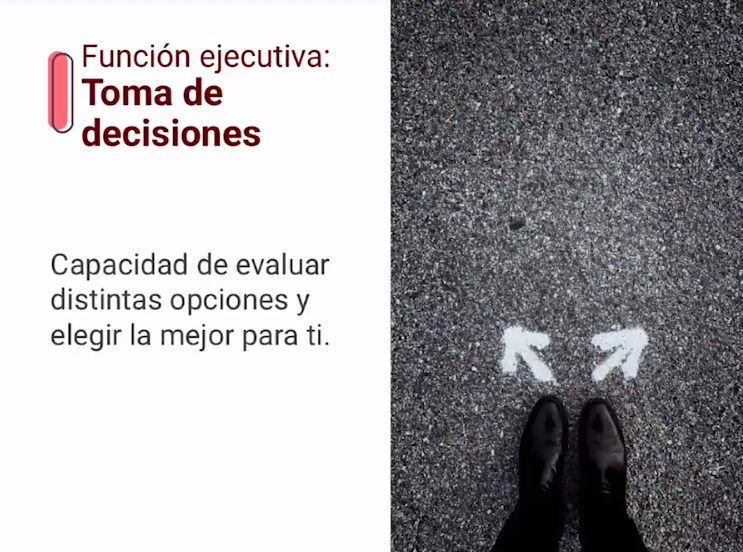 Función ejecutiva:
Toma de
decisiones
Capacidad de evaluar
distintas opciones y
elegir la mejor para ti.